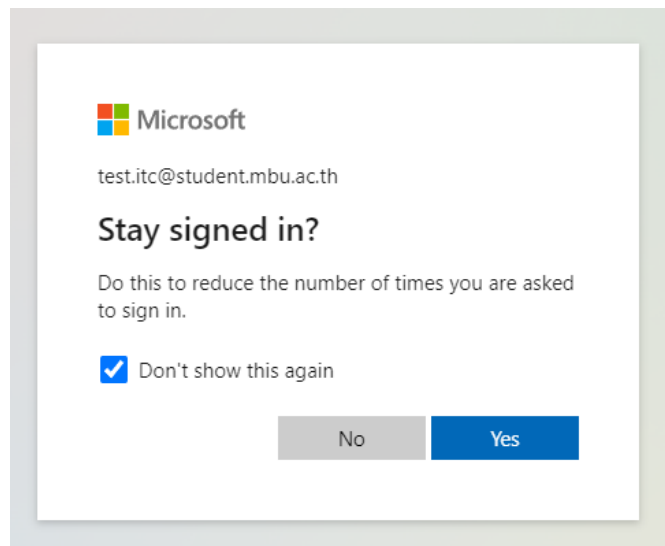 Microsoft
test.itc@student.mbu.ac.th
Stay signed in?
Do this to reduce the number of times you are asked
to sign in.
Don't show this again
No
Yes